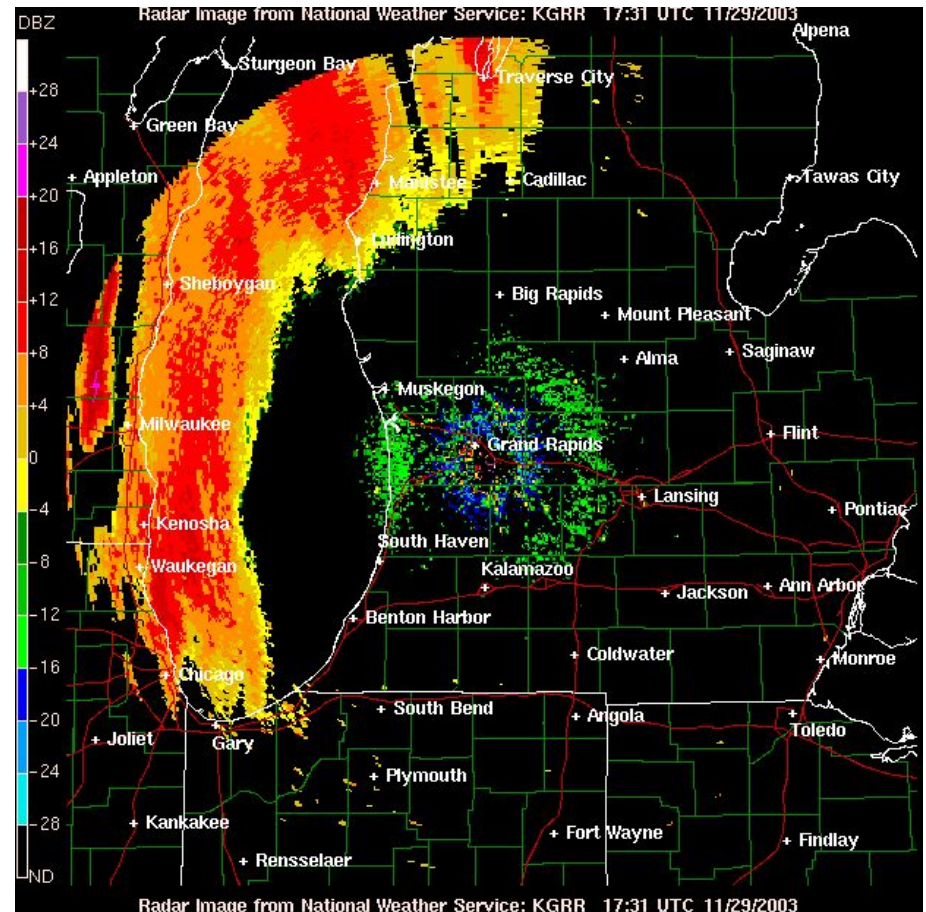 Radar Image from National Weather Service: KGRR 17:31 UTC 11/29/2003
DBZ
Alpena
Sturgeon Bay
Traverse City
+28
Green Bay
+24
Appleton
Manistee
Cadillac
Tawas City
+20
Ludington
+16
Sheboygan
Big Rapids
+12
Mount Pleasant
+8
Alma
Saginaw
Muskegon
+4
Milwaukee
Grand Rapids
Flint
0
Lansing
-4
Kenosha
Pontiac
South Haven
-8
Waukegan
Kalamazoo
Jackson
Ann Arbor
-12
Benton Harbor
-16
Coldwater
Monroe
Chicago
-20
South Bend
Angola
Toledo
Joliet
Gary
-24
Plymouth
-28
Kankakee
Fort Wayne
Findlay
Rensselaer
ND
Radar Image from National Weather Service: KGRR 17:31 UTC 11/29/2003